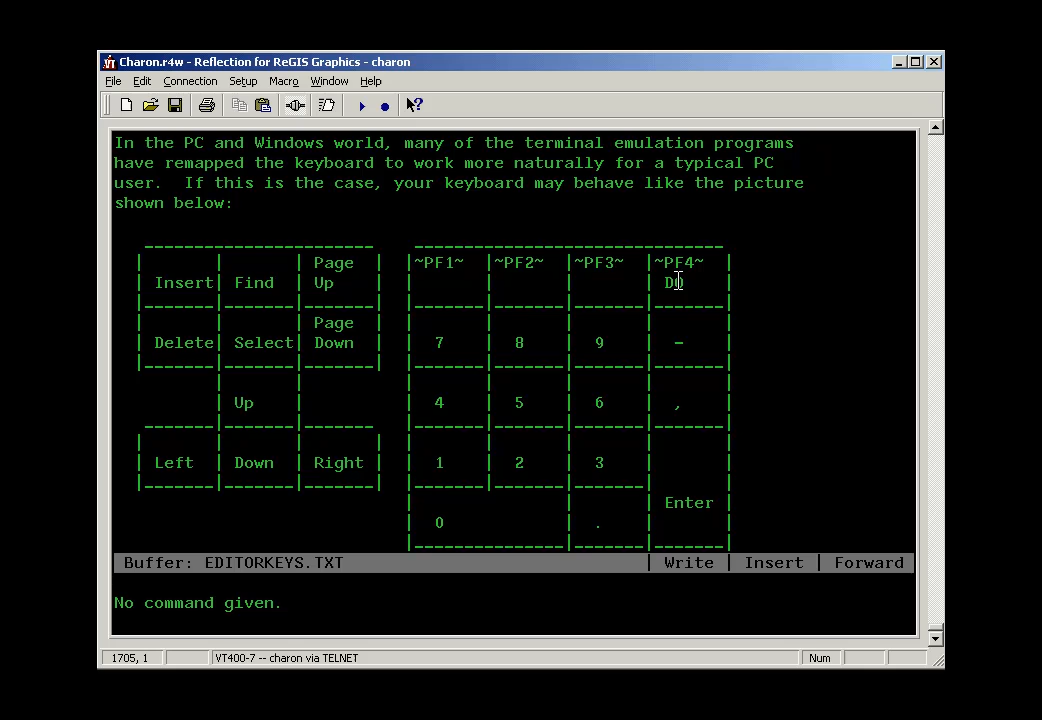 Charon.r4w - Reflection for ReGIS Graphics - charon
File Edit Connection Setup Macro Window Help
In the PC and Windows world, many of the terminal emulation programs
have remapped the keyboard to work more naturally for a typical PC
user.  If this is the case, your keyboard may behave like the picture
shown below:
Page ~PF1~ ~PF2~ ~PF3~ ~PF4~
Insert Find Up DO
Page
Delete Select Down 7 8 9 -
Up 4 5 6 ,
Left Down Right 1 2 3
Enter
0 .
Buffer: EDITORKEYS.TXT | Write | Insert | Forward
No command given.
1705, 1 VT400-7 -- charon via TELNET Num